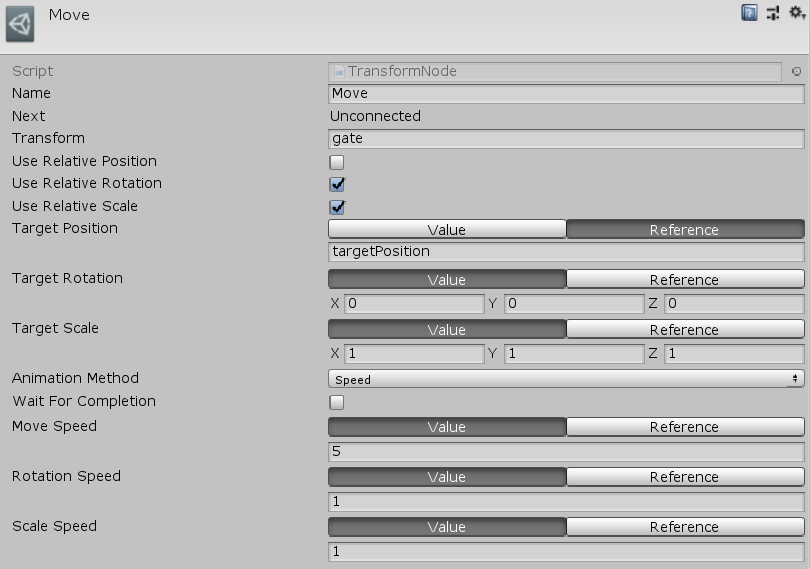 Move
Script TransformNode
Name Move
Next Unconnected
Transform gate
Use Relative Position
Use Relative Rotation
Use Relative Scale
Target Position Value Reference
targetPosition
Target Rotation Value Reference
X 0 Y 0 Z 0
Target Scale Value Reference
X 1 Y 1 Z 1
Animation Method Speed
Wait For Completion
Move Speed Value Reference
5
Rotation Speed Value Reference
1
Scale Speed Value Reference
1